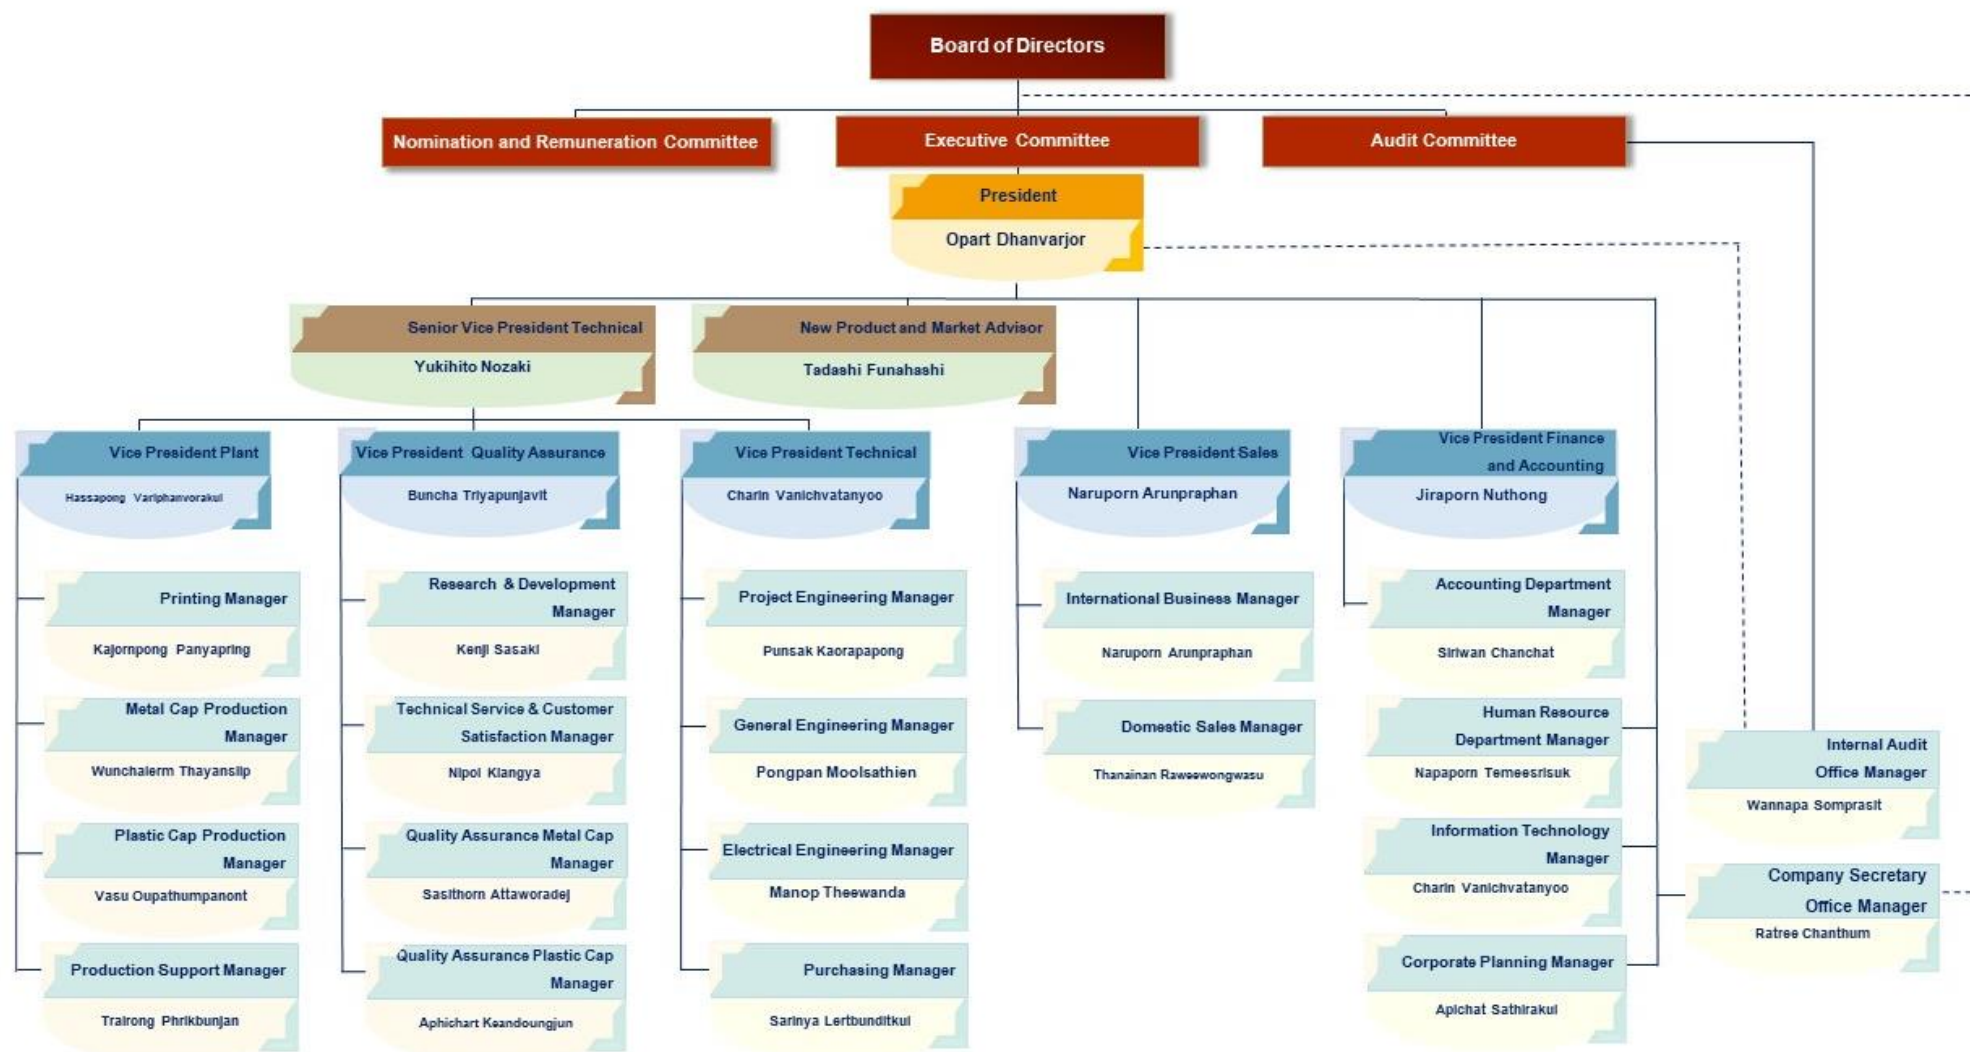 Board of Directors
Nomination and Remuneration Committee
Executive Committee
Audit Committee
President
Opart Dhanvarjor
Senior Vice President Technical
Yukihito Nozaki
New Product and Market Advisor
Tadashi Funahashi
Vice President Plant
Hassapong Variphanvorakul
Vice President Quality Assurance
Buncha Triyapunjavit
Vice President Technical
Charin Vanichvatanyoo
Vice President Sales
Naruporn Arunpraphan
Vice President Finance
and Accounting
Jiraporn Nuthong
Printing Manager
Kajornpong Panyapring
Metal Cap Production
Manager
Wunchalerm Thayansilp
Plastic Cap Production
Manager
Vasu Oupathumpanont
Production Support Manager
Trairong Phrikbunjan
Research & Development
Manager
Kenji Sasaki
Technical Service & Customer
Satisfaction Manager
Nipol Klangya
Quality Assurance Metal Cap
Manager
Sasithorn Attaworadej
Quality Assurance Plastic Cap
Manager
Aphichart Keandoungjun
Project Engineering Manager
Punsak Kaorapapong
General Engineering Manager
Pongpan Moolsathien
Electrical Engineering Manager
Manop Theewanda
Purchasing Manager
Sarinya Lertbunditkul
International Business Manager
Naruporn Arunpraphan
Domestic Sales Manager
Thanainan Raweewongwasu
Accounting Department
Manager
Siriwan Chanchat
Human Resource
Department Manager
Napaporn Temeesrisuk
Information Technology
Manager
Charin Vanichvatanyoo
Corporate Planning Manager
Apichat Sathirakul
Internal Audit
Office Manager
Wannapa Somprasit
Company Secretary
Office Manager
Ratree Chanthum